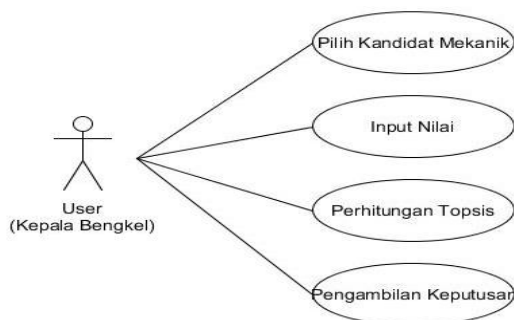 Pilih Kandidat Mekanik
Input Nilai
User
(Kepala Bengkel)
Perhitungan Topsis
Pengambilan Keputusan